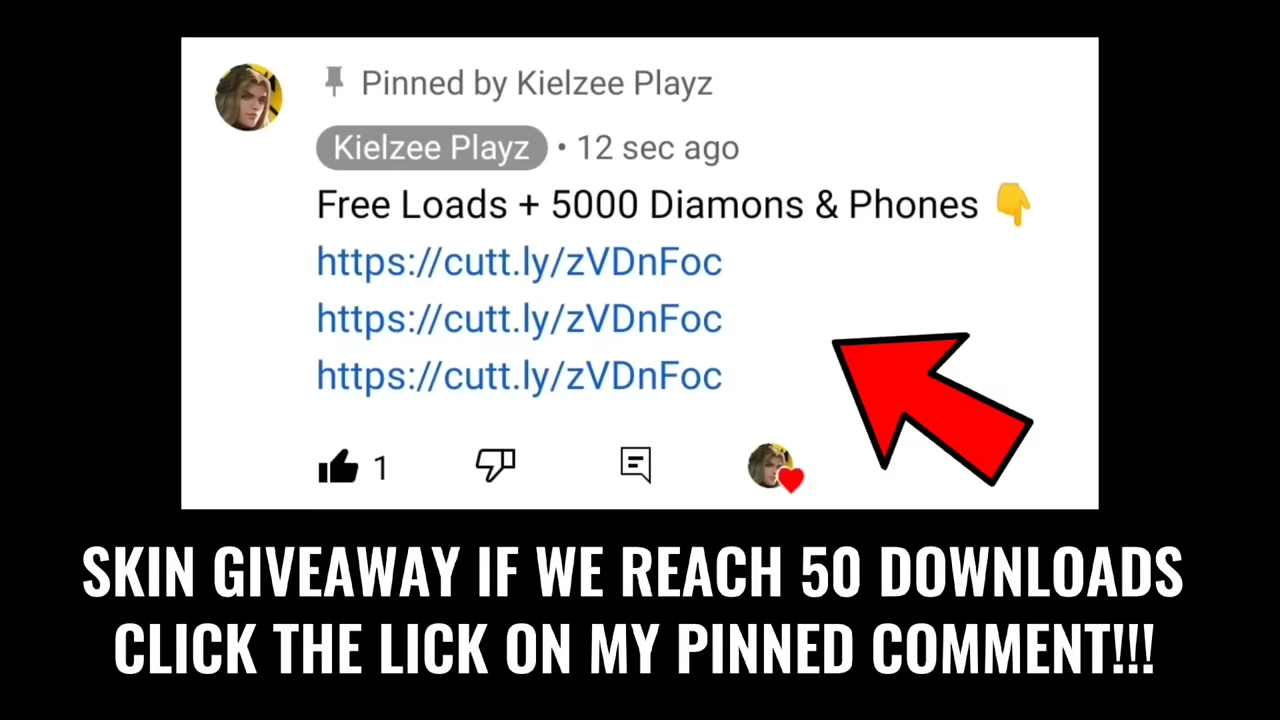 Pinned by Kielzee Playz
Kielzee Playz • 12 sec ago
Free Loads + 5000 Diamons & Phones 👇
https://cutt.ly/zVDnFoc
https://cutt.ly/zVDnFoc
https://cutt.ly/zVDnFoc
1
SKIN GIVEAWAY IF WE REACH 50 DOWNLOADS
CLICK THE LICK ON MY PINNED COMMENT!!!